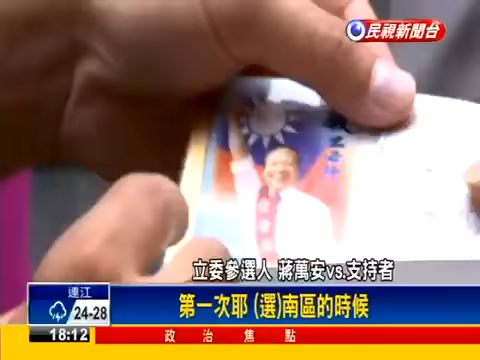 民視新聞台
立委參選人 蔣萬安vs.支持者
連江
24-28
第一次耶 (選)南區的時候
18:12
政治焦點